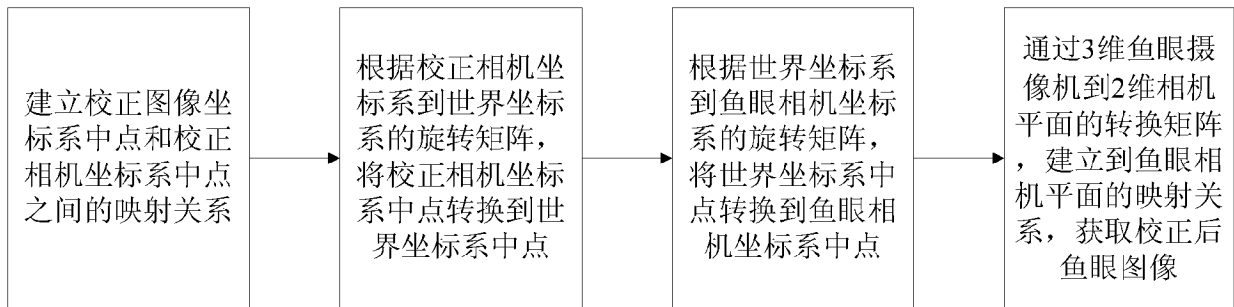 建立校正图像坐
标系中点和校正
相机坐标系中点
之间的映射关系
根据校正相机坐
标系到世界坐标
系的旋转矩阵，
将校正相机坐标
系中点转换到世
界坐标系中点
根据世界坐标系
到鱼眼相机坐标
系的旋转矩阵，
将世界坐标系中
点转换到鱼眼相
机坐标系中点
通过3维鱼眼摄
像机到2维相机
平面的转换矩阵
，建立到鱼眼相
机平面的映射关
系，获取校正后
鱼眼图像